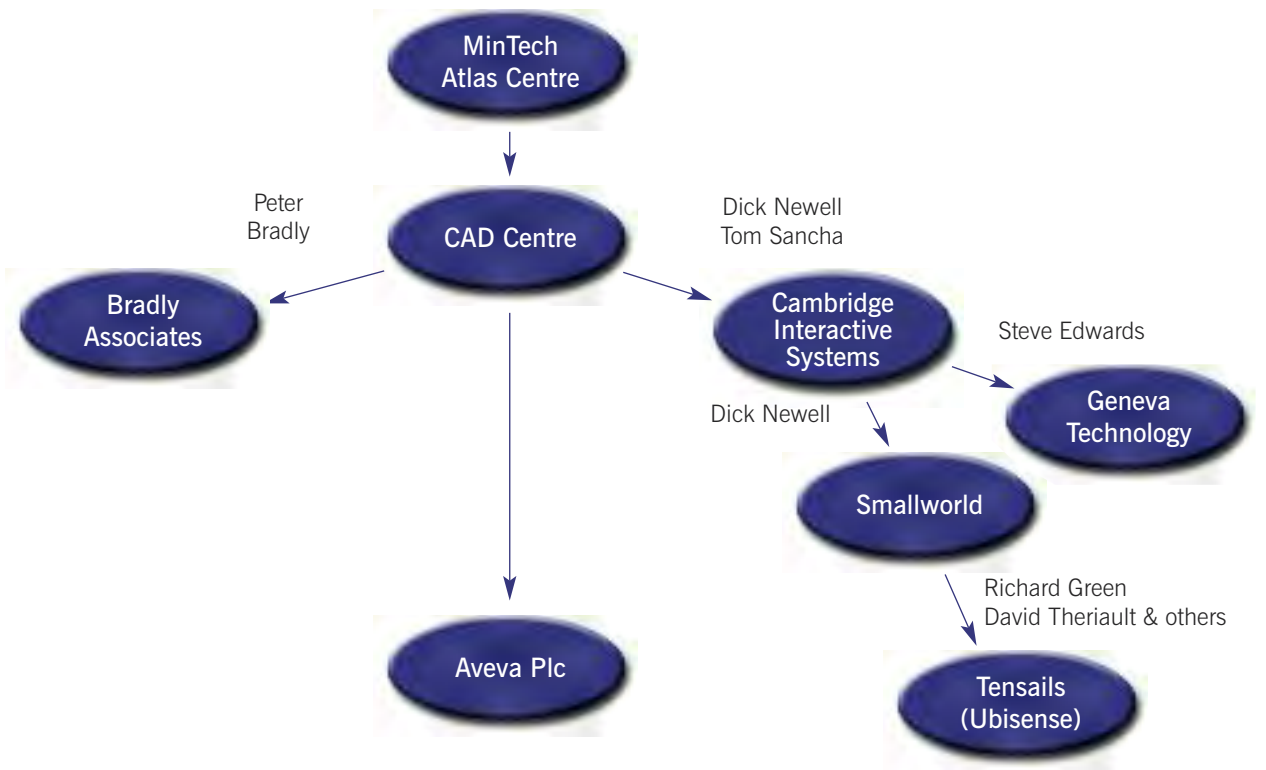 MinTech
Atlas Centre
Peter
Bradly
CAD Centre
Dick Newell
Tom Sancha
Bradly
Associates
Cambridge
Interactive
Systems
Steve Edwards
Geneva
Technology
Dick Newell
Smallworld
Richard Green
David Theriault & others
Aveva Plc
Tensails
(Ubisense)